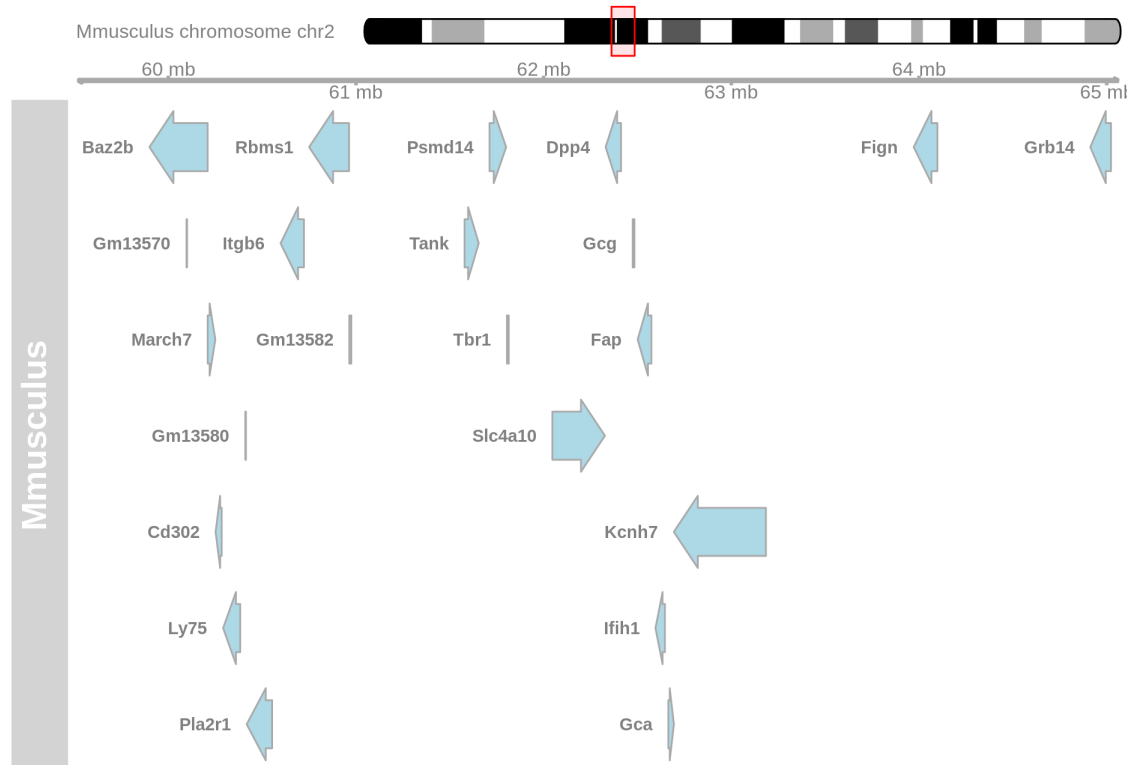 Mmusculus chromosome chr2
60 mb 62 mb 64 mb
61 mb 63 mb 65 mb
Mmusculus
Baz2b Rbms1 Psmd14 Dpp4 Fign Grb14
Gm13570 Itgb6 Tank Gcg
March7 Gm13582 Tbr1 Fap
Gm13580 Slc4a10
Cd302 Kcnh7
Ly75 Ifih1
Pla2r1 Gca